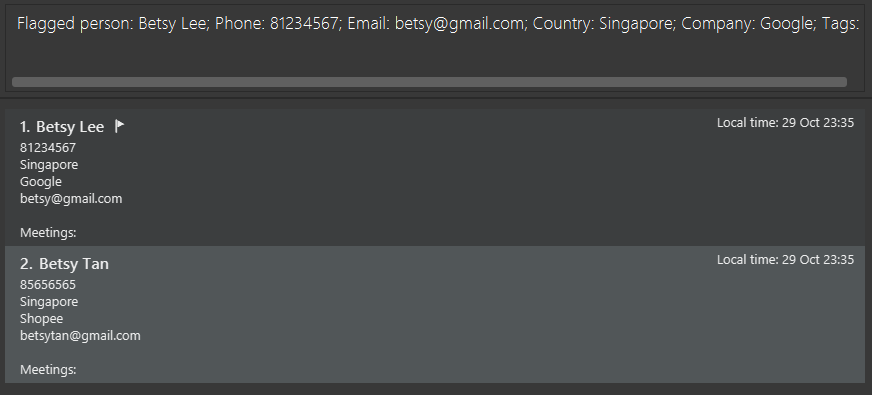 Flagged person: Betsy Lee; Phone: 81234567; Email: betsy@gmail.com; Country: Singapore; Company: Google; Tags:
1. Betsy Lee
Local time: 29 Oct 23:35
81234567
Singapore
Google
betsy@gmail.com
Meetings:
2. Betsy Tan
Local time: 29 Oct 23:35
85656565
Singapore
Shopee
betsytan@gmail.com
Meetings: